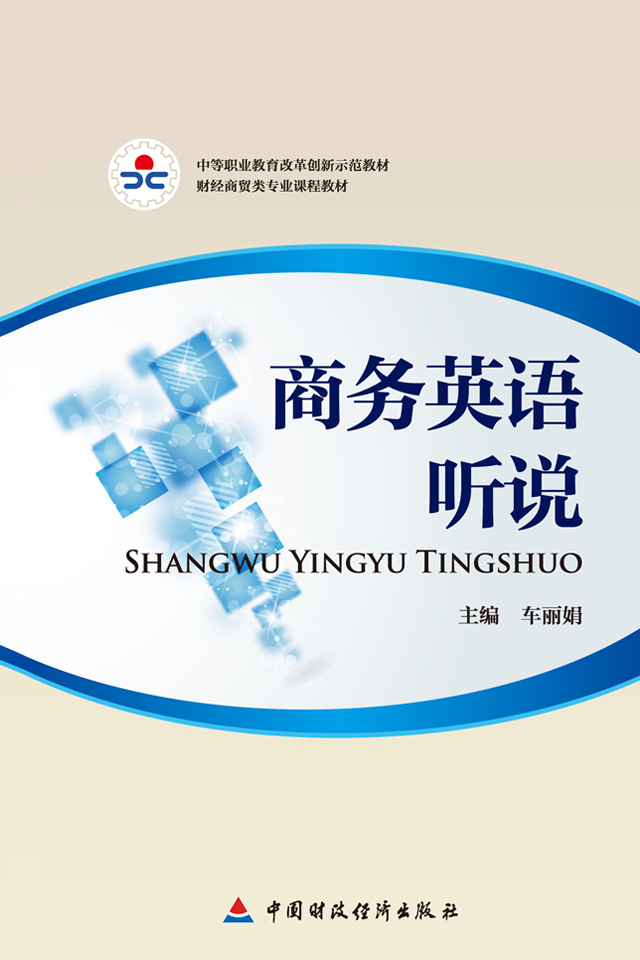 中等职业教育改革创新示范教材
财经商贸类专业课程教材
商务英语
听说
SHANGWU YINGYU TINGSHUO
主编 车丽娟
中国财政经济出版社